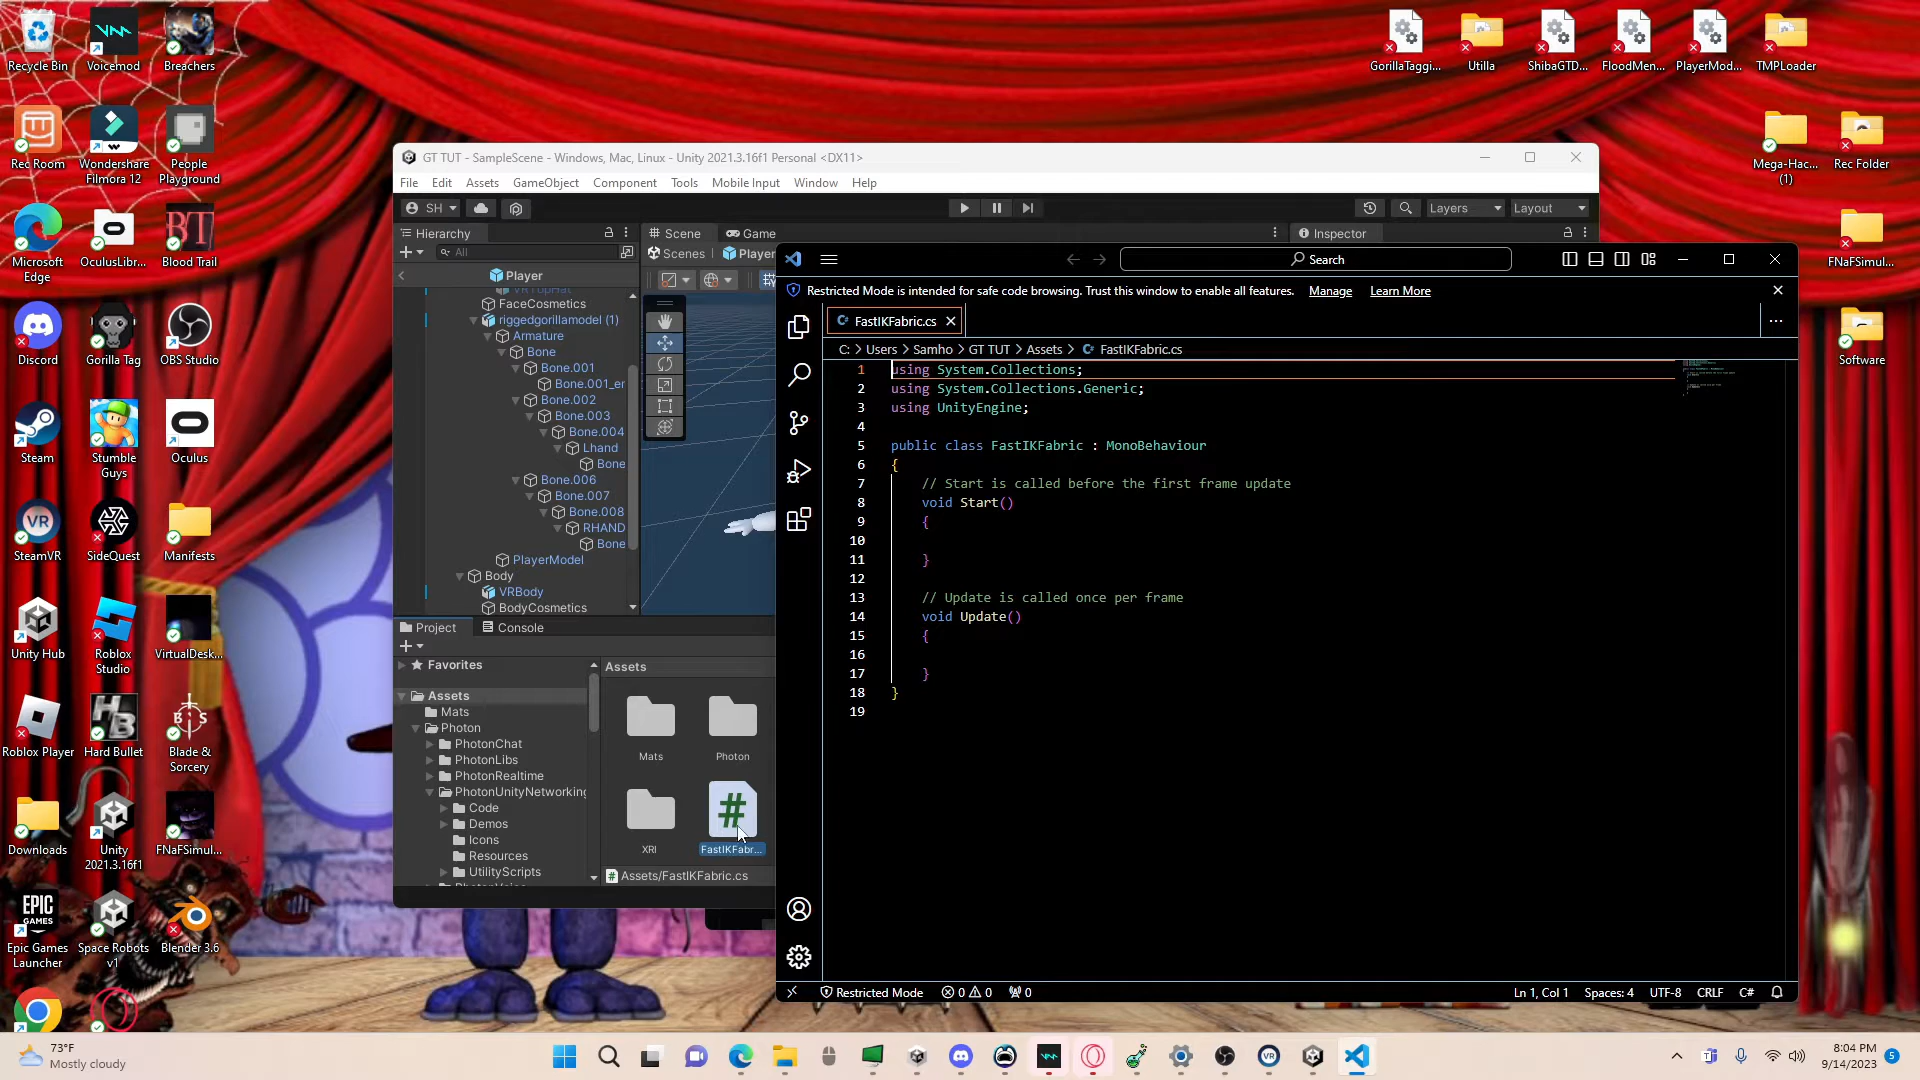 Recycle Bin
Voicemod
Breachers
Rec Room
Wondershare Filmora 12
People Playground
Microsoft Edge
OculusLibr...
Blood Trail
Discord
Gorilla Tag
OBS Studio
Steam
Stumble Guys
Oculus
SteamVR
SideQuest
Manifests
Unity Hub
Roblox Studio
VirtualDesk...
Roblox Player
Hard Bullet
Blade & Sorcery
Downloads
Unity 2021.3.16f1
FNaFSimul...
Epic Games Launcher
Space Robots v1
Blender 3.6
GorillaTaggi...
Utilla
ShibaGTD...
FloodMen...
PlayerMod...
TMPLoader
Mega-Hac... (1)
Rec Folder
FNaFSimul...
Software
GT TUT - SampleScene - Windows, Mac, Linux - Unity 2021.3.16f1 Personal <DX11>
File Edit Assets GameObject Component Tools Mobile Input Window Help
SH
Layers
Layout
Hierarchy
Scene
Game
Inspector
All
Scenes
Player
Player
VRTopHat
FaceCosmetics
riggedgorillamodel (1)
Armature
Bone
Bone.001
Bone.001_er
Bone.002
Bone.003
Bone.004
Lhand
Bone
Bone.006
Bone.007
Bone.008
RHAND
Bone
PlayerModel
Body
VRBody
BodyCosmetics
Project
Console
Favorites
Assets
Mats
Photon
PhotonChat
PhotonLibs
PhotonRealtime
PhotonUnityNetworking
Code
Demos
Icons
Resources
UtilityScripts
Assets
Mats
Photon
XRI
FastIKFabr...
Assets/FastIKFabric.cs
Search
Restricted Mode is intended for safe code browsing. Trust this window to enable all features. Manage Learn More
FastIKFabric.cs
C: > Users > Samho > GT TUT > Assets > FastIKFabric.cs
1 using System.Collections;
2 using System.Collections.Generic;
3 using UnityEngine;
4
5 public class FastIKFabric : MonoBehaviour
6 {
7 // Start is called before the first frame update
8 void Start()
9 {
10
11 }
12
13 // Update is called once per frame
14 void Update()
15 {
16
17 }
18 }
19
Restricted Mode
0 0
0
Ln 1, Col 1
Spaces: 4
UTF-8
CRLF
C#
73°F
Mostly cloudy
8:04 PM
9/14/2023
5